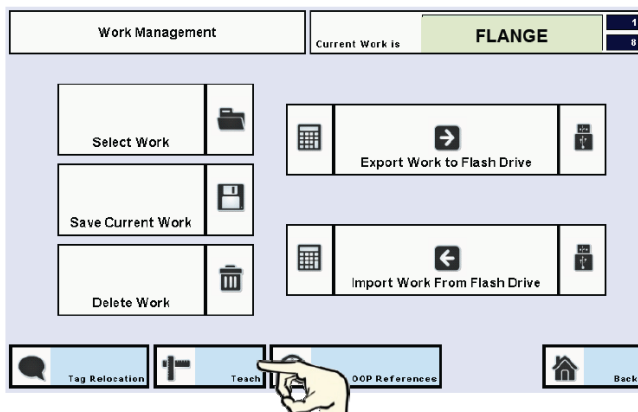 Work Management
Current Work is
FLANGE
1
8
Select Work
Export Work to Flash Drive
Save Current Work
Import Work From Flash Drive
Delete Work
Tag Relocation
Teach
OOP References
Back